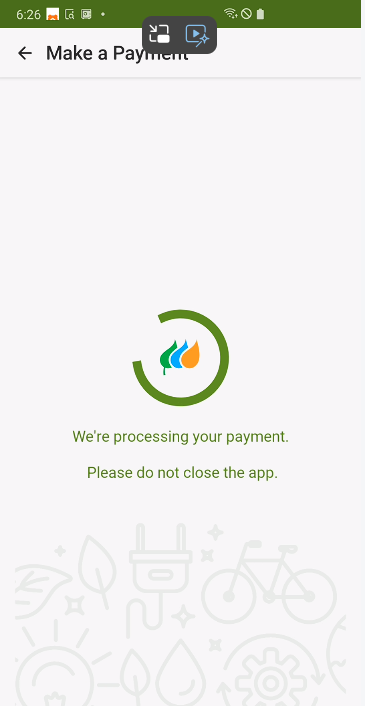 6:26
Make a Payment
We're processing your payment.
Please do not close the app.